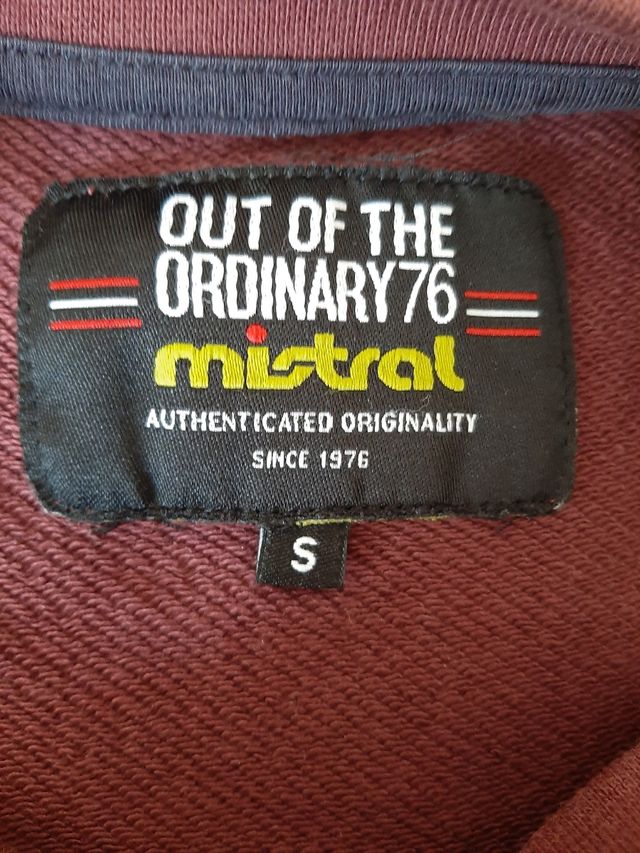 OUT OF THE
ORDINARY76
mistral
AUTHENTICATED ORIGINALITY
SINCE 1976
S